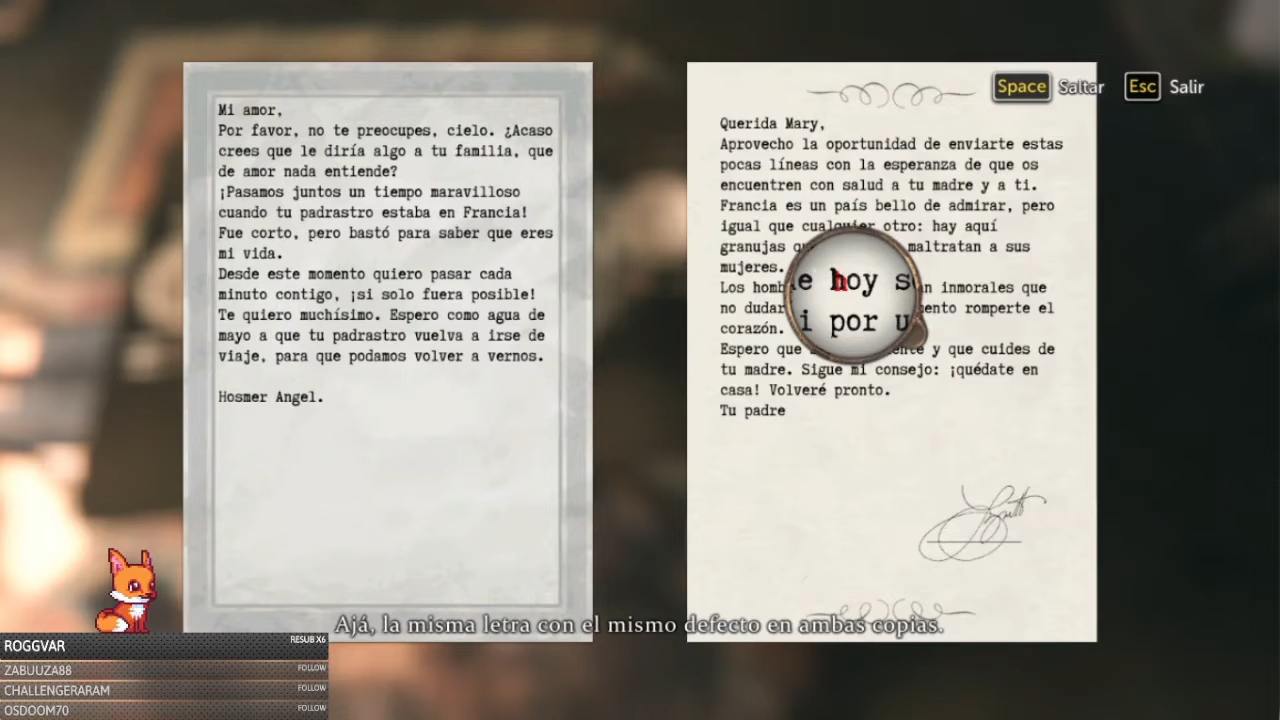 Mi amor,
Por favor, no te preocupes, cielo. ¿Acaso
crees que le diría algo a tu familia, que
de amor nada entiende?
¡Pasamos juntos un tiempo maravilloso
cuando tu padrastro estaba en Francia!
Fue corto, pero bastó para saber que eres
mi vida.
Desde este momento quiero pasar cada
minuto contigo, ¡si solo fuera posible!
Te quiero muchísimo. Espero como agua de
mayo a que tu padrastro vuelva a irse de
viaje, para que podamos volver a vernos.
Hosmer Angel.
Space Saltar Esc Salir
Querida Mary,
Aprovecho la oportunidad de enviarte estas
pocas líneas con la esperanza de que os
encuentren con salud a tu madre y a ti.
Francia es un país bello de admirar, pero
igual que cualquier otro: hay aquí
granujas maltratan a sus
mujeres.
Los inmorales que
no romperte el
corazón.
Espero que y que cuides de
tu madre. Sigue mi consejo: ¡quédate en
casa! Volveré pronto.
Tu padre
e hoy s
i por u
Ajá, la misma letra con el mismo defecto en ambas copias.
ROGGVAR RESUB X6
ZABUUZA88 FOLLOW
CHALLENGERARAM FOLLOW
OSDOOM70 FOLLOW